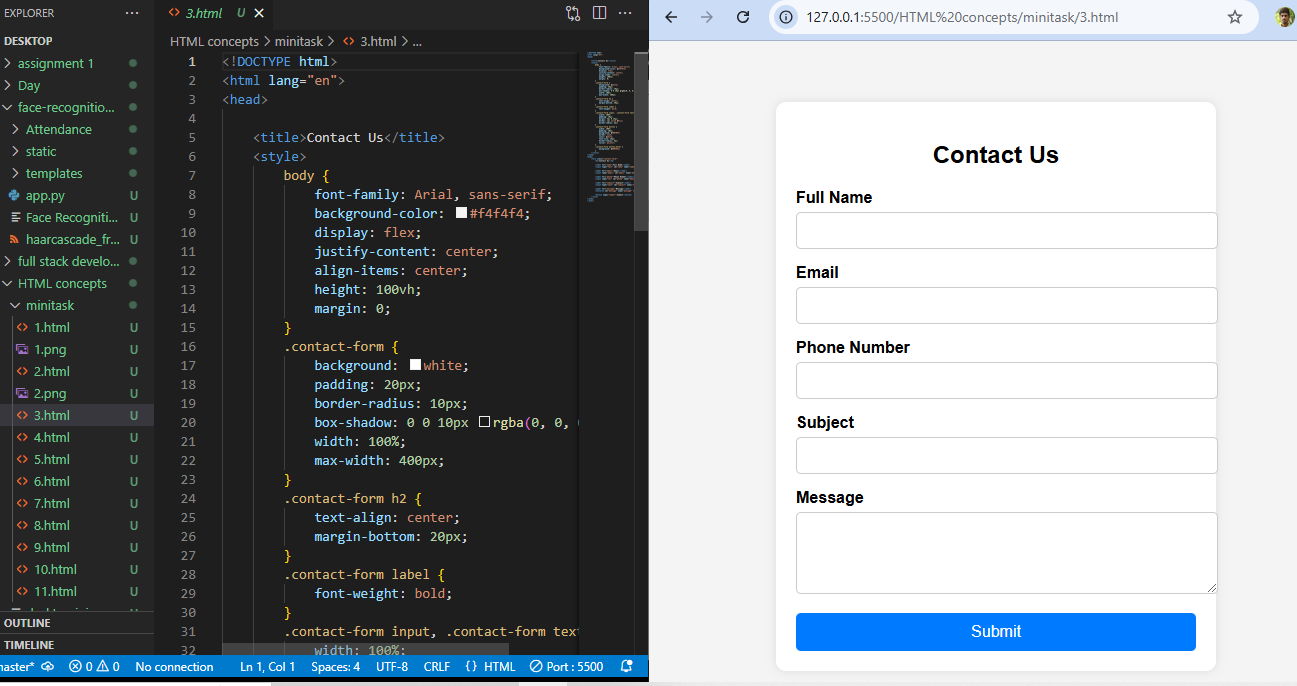 EXPLORER ···
DESKTOP
assignment 1
Day
face-recognitio...
Attendance
static
templates
app.py U
Face Recogniti... U
haarcascade_fr... U
full stack develo...
HTML concepts
minitask
1.html U
1.png U
2.html U
2.png U
3.html U
4.html U
5.html U
6.html U
7.html U
8.html U
9.html U
10.html U
11.html U
OUTLINE
TIMELINE
3.html U
HTML concepts > minitask > 3.html > ...
1 <!DOCTYPE html>
2 <html lang="en">
3 <head>
4
5 <title>Contact Us</title>
6 <style>
7 body {
8 font-family: Arial, sans-serif;
9 background-color: #f4f4f4;
10 display: flex;
11 justify-content: center;
12 align-items: center;
13 height: 100vh;
14 margin: 0;
15 }
16 .contact-form {
17 background: white;
18 padding: 20px;
19 border-radius: 10px;
20 box-shadow: 0 0 10px rgba(0, 0,
21 width: 100%;
22 max-width: 400px;
23 }
24 .contact-form h2 {
25 text-align: center;
26 margin-bottom: 20px;
27 }
28 .contact-form label {
29 font-weight: bold;
30 }
31 .contact-form input, .contact-form tex
32 width: 100%;
naster* 0 0 No connection Ln 1, Col 1 Spaces: 4 UTF-8 CRLF {} HTML Port : 5500
127.0.0.1:5500/HTML%20concepts/minitask/3.html
Contact Us
Full Name
Email
Phone Number
Subject
Message
Submit